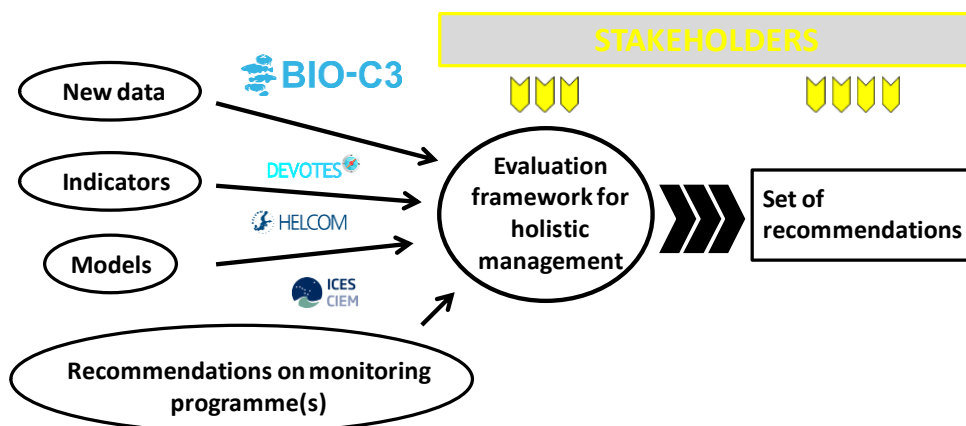 STAKEHOLDERS
BIO-C3
New data
DEVOTES
Indicators
HELCOM
Models
ICES
CIEM
Recommendations on monitoring
programme(s)
Evaluation
framework for
holistic
management
Set of
recommendations